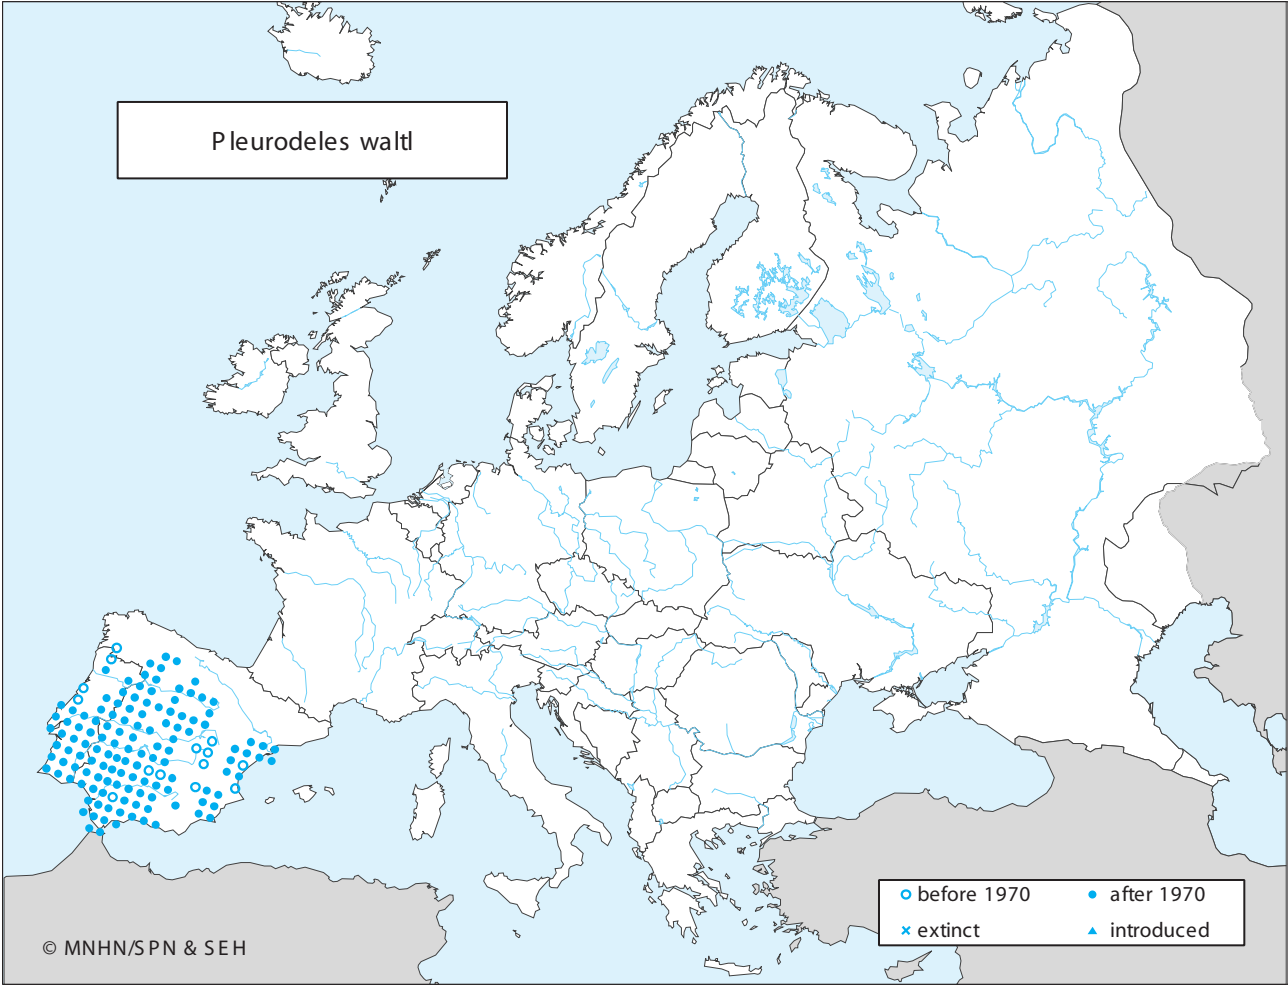 Pleurodeles waltl
before 1970
after 1970
extinct
introduced
© MNHN/SPN & SEH